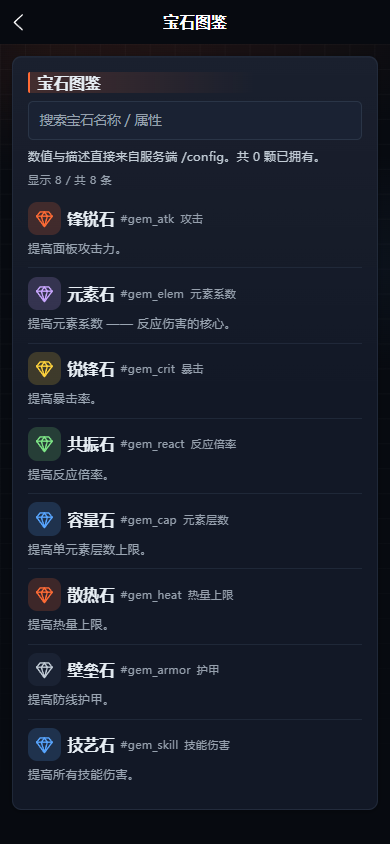 宝石图鉴
宝石图鉴
搜索宝石名称 / 属性
数值与描述直接来自服务端 /config。共 0 颗已拥有。
显示 8 / 共 8 条
锋锐石 #gem_atk 攻击
提高面板攻击力。
元素石 #gem_elem 元素系数
提高元素系数 —— 反应伤害的核心。
锐锋石 #gem_crit 暴击
提高暴击率。
共振石 #gem_react 反应倍率
提高反应倍率。
容量石 #gem_cap 元素层数
提高单元素层数上限。
散热石 #gem_heat 热量上限
提高热量上限。
壁垒石 #gem_armor 护甲
提高防线护甲。
技艺石 #gem_skill 技能伤害
提高所有技能伤害。